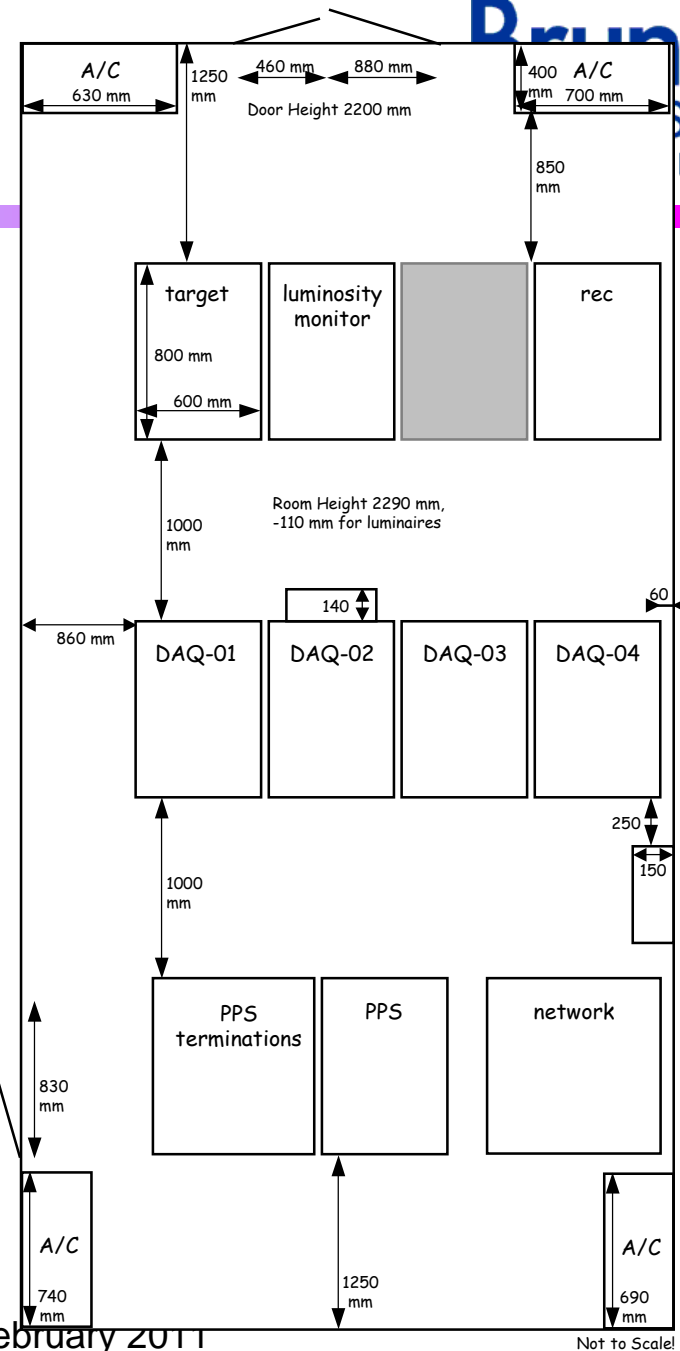 A/C
630 mm
1250
mm
460 mm
880 mm
Door Height 2200 mm
400
mm
A/C
700 mm
850
mm
target
luminosity
monitor
rec
800 mm
600 mm
1000
mm
Room Height 2290 mm,
-110 mm for luminaires
860 mm
140
60
DAQ-01
DAQ-02
DAQ-03
DAQ-04
250
150
1000
mm
PPS
terminations
PPS
network
830
mm
A/C
740
mm
1250
mm
A/C
690
mm
2011
Not to Scale!